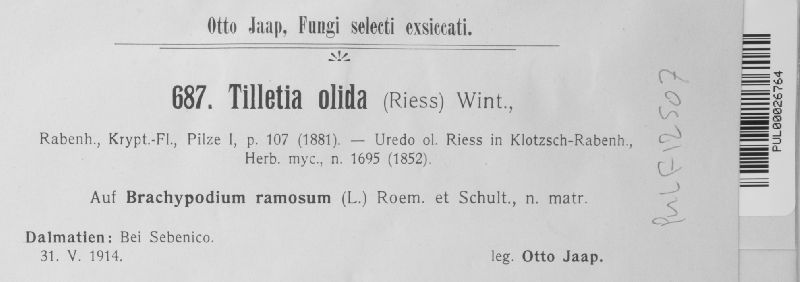 Otto Jaap, Fungi selecti exsiccati.
687. Tilletia olida (Riess) Wint.,
Rabenh., Krypt.-Fl., Pilze I, p. 107 (1881). — Uredo ol. Riess in Klotzsch-Rabenh.,
Herb. myc., n. 1695 (1852).
Auf Brachypodium ramosum (L.) Roem. et Schult., n. matr.
Dalmatien: Bei Sebenico.
31. V. 1914.
leg. Otto Jaap.
PUL F12507
PUL00026764